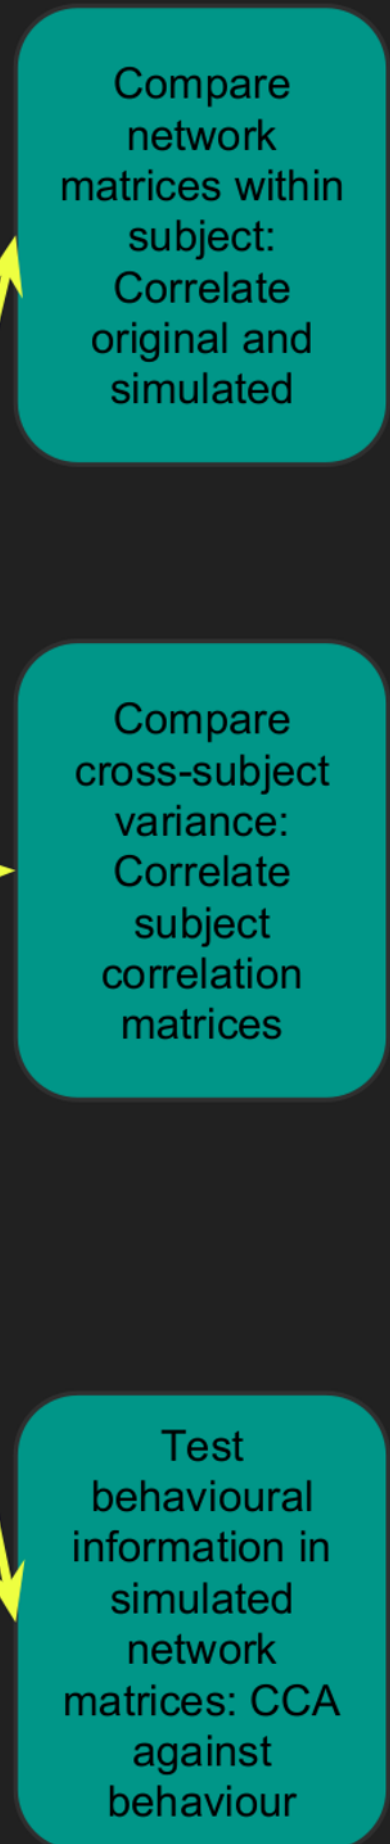 Compare
network
matrices within
subject:
Correlate
original and
simulated
Compare
cross-subject
variance:
Correlate
subject
correlation
matrices
Test
behavioural
information in
simulated
network
matrices: CCA
against
behaviour